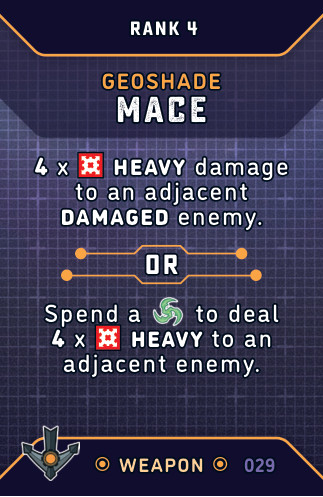 RANK 4
GEOSHADE
MACE
4 x HEAVY damage
to an adjacent
DAMAGED enemy.
OR
Spend a to deal
4 x HEAVY to an
adjacent enemy.
WEAPON 029